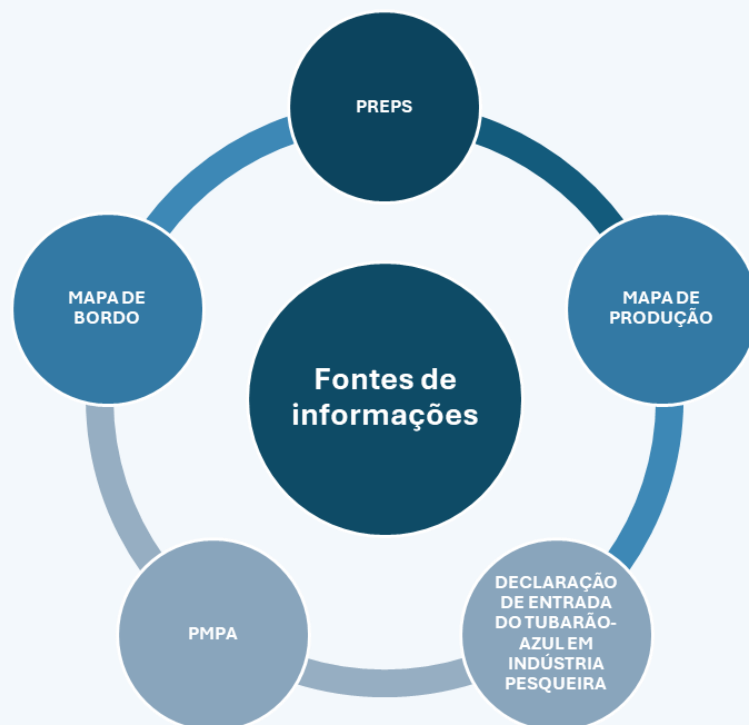 PREPS
MAPA DE
BORDO
MAPA DE
PRODUÇÃO
Fontes de
informações
PMPA
DECLARAÇÃO
DE ENTRADA
DO TUBARÃO-
AZUL EM
INDÚSTRIA
PESQUEIRA